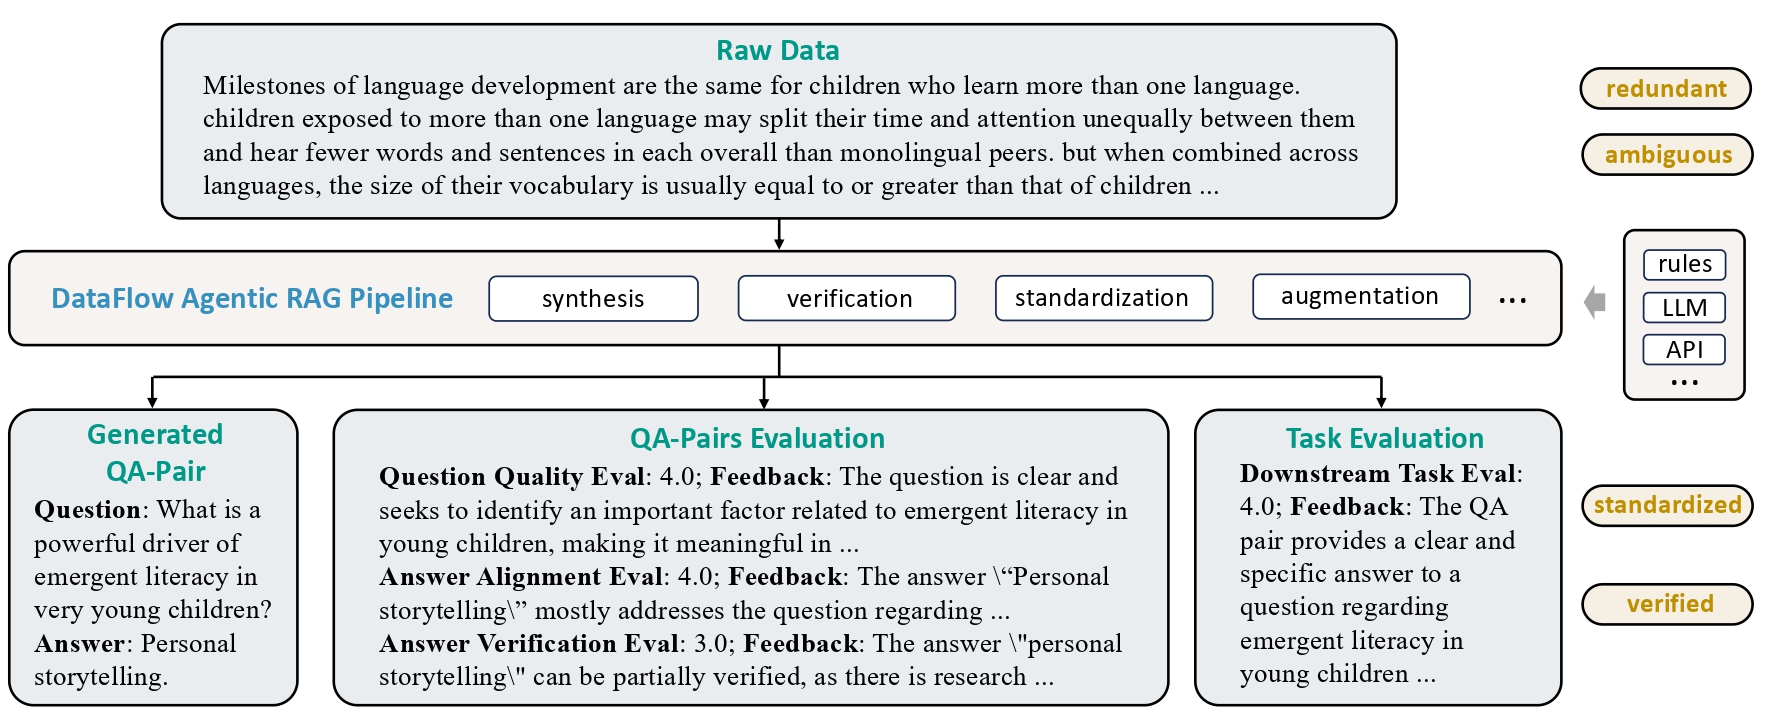 Raw Data
Milestones of language development are the same for children who learn more than one language.
children exposed to more than one language may split their time and attention unequally between them
and hear fewer words and sentences in each overall than monolingual peers. but when combined across
languages, the size of their vocabulary is usually equal to or greater than that of children ...
redundant
ambiguous
DataFlow Agentic RAG Pipeline
synthesis
verification
standardization
augmentation
...
rules
LLM
API
...
Generated
QA-Pair
Question: What is a
powerful driver of
emergent literacy in
very young children?
Answer: Personal
storytelling.
QA-Pairs Evaluation
Question Quality Eval: 4.0; Feedback: The question is clear and
seeks to identify an important factor related to emergent literacy in
young children, making it meaningful in ...
Answer Alignment Eval: 4.0; Feedback: The answer \“Personal
storytelling\” mostly addresses the question regarding ...
Answer Verification Eval: 3.0; Feedback: The answer \"personal
storytelling\" can be partially verified, as there is research ...
Task Evaluation
Downstream Task Eval:
4.0; Feedback: The QA
pair provides a clear and
specific answer to a
question regarding
emergent literacy in
young children ...
standardized
verified